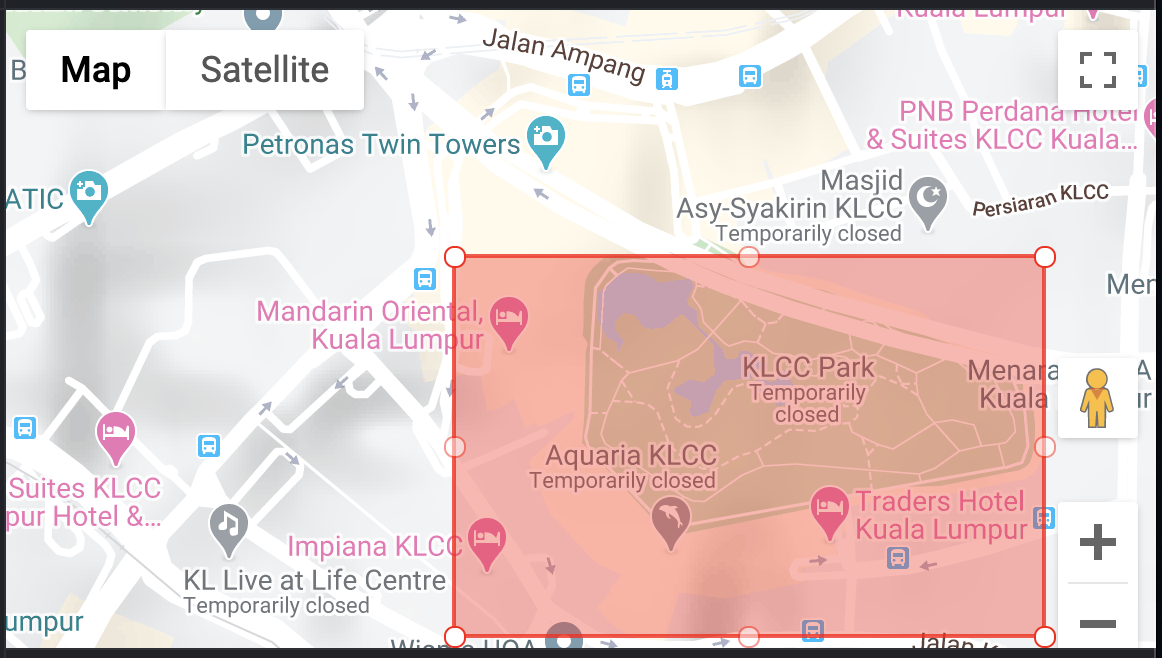 Kuala Lumpur
Jalan Ampang
B
Map
Satellite
PNB Perdana Hotel
& Suites KLCC Kuala...
Petronas Twin Towers
Masjid
Asy-Syakirin KLCC
Temporarily closed
Persiaran KLCC
ATIC
Men
Mandarin Oriental,
Kuala Lumpur
KLCC Park
Temporarily
closed
Menara
A
Kuala
ur
Aquaria KLCC
Temporarily closed
Suites KLCC
pur Hotel &...
Traders Hotel
Kuala Lumpur
Impiana KLCC
KL Live at Life Centre
Temporarily closed
umpur
UOA
Jalan